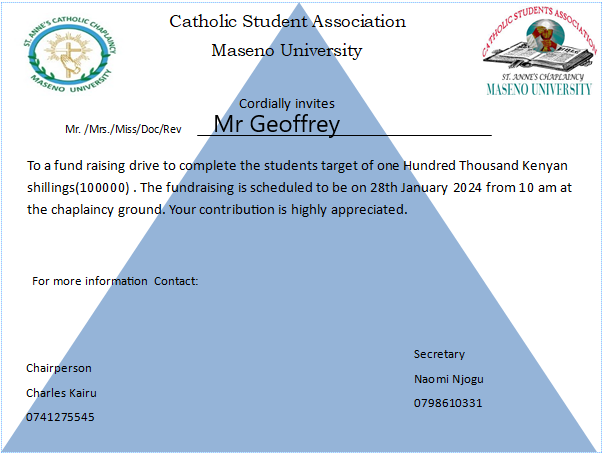 Catholic Student Association
Maseno University
ST. ANNE'S CATHOLIC CHAPLAINCY
MASENO UNIVERSITY
CATHOLIC STUDENTS ASSOCIATION
ST. ANNE'S CHAPLAINCY
MASENO UNIVERSITY
Cordially invites
Mr. /Mrs./Miss/Doc/Rev Mr Geoffrey
To a fund raising drive to complete the students target of one Hundred Thousand Kenyan
shillings(100000) . The fundraising is scheduled to be on 28th January 2024 from 10 am at
the chaplaincy ground. Your contribution is highly appreciated.
For more information Contact:
Chairperson
Charles Kairu
0741275545
Secretary
Naomi Njogu
0798610331